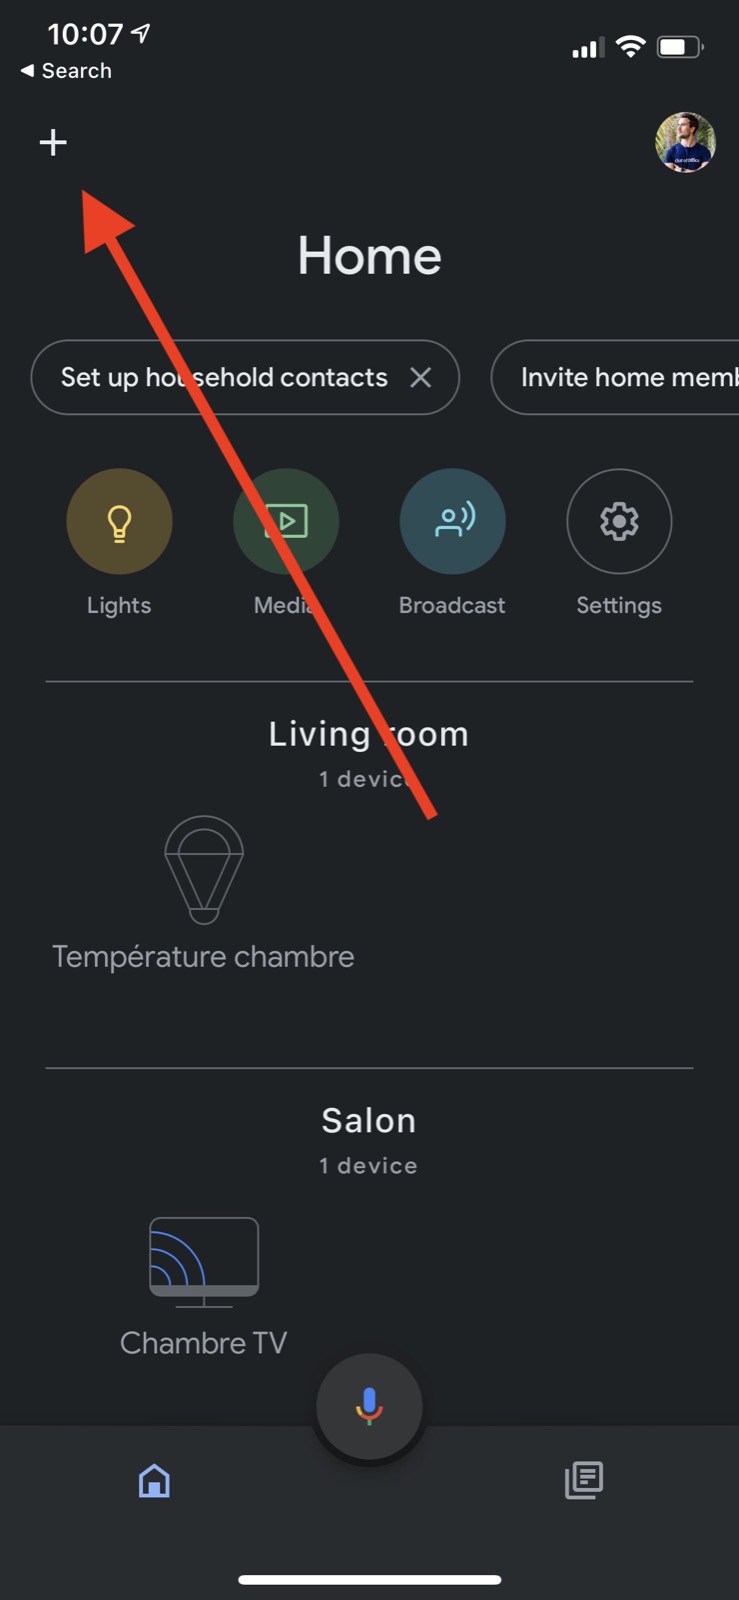 10:07
Search
Home
Set up household contacts
Invite home memb
Lights
Media
Broadcast
Settings
Living room
1 device
Température chambre
Salon
1 device
Chambre TV